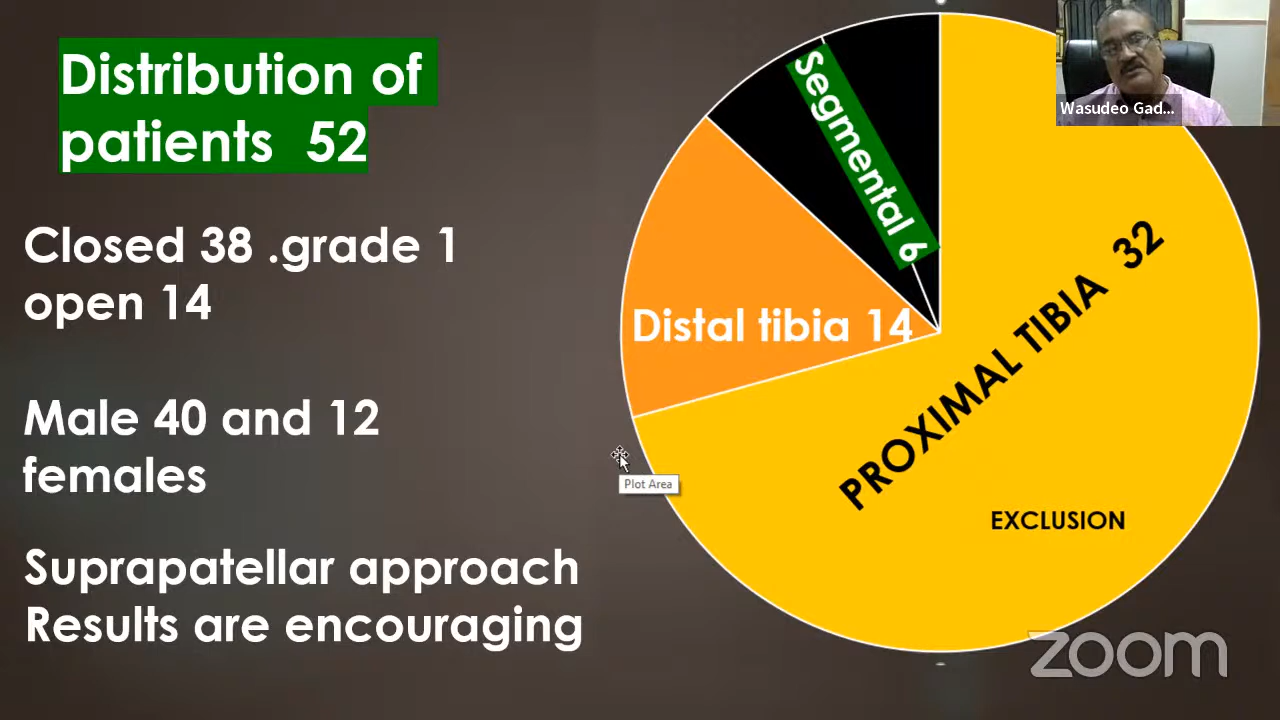 Distribution of
patients 52
Closed 38 .grade 1
open 14
Male 40 and 12
females
Suprapatellar approach
Results are encouraging
Segmental 6
Distal tibia 14
PROXIMAL TIBIA 32
EXCLUSION
Plot Area
Wasudeo Gad...
zoom